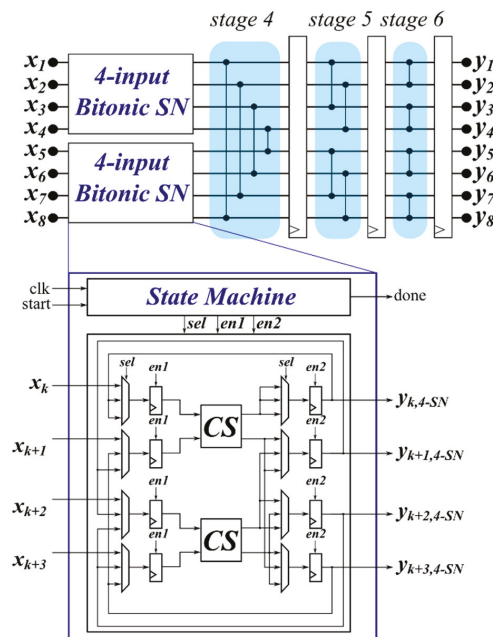 stage 4 stage 5 stage 6
x1 y1
x2 4-input y2
x3 Bitonic SN y3
x4 y4
x5 y5
x6 4-input y6
x7 Bitonic SN y7
x8 y8
clk
start
State Machine
done
sel en1 en2
sel en1 sel en2
xk yk,4-SN
en1 CS en2
xk+1 yk+1,4-SN
en1 en2
xk+2 yk+2,4-SN
en1 CS en2
xk+3 yk+3,4-SN